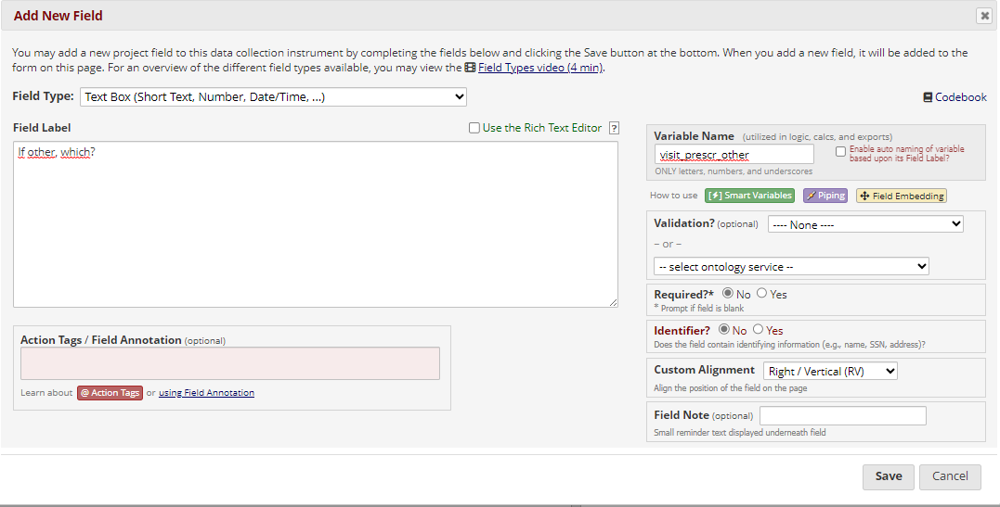 Add New Field
You may add a new project field to this data collection instrument by completing the fields below and clicking the Save button at the bottom. When you add a new field, it will be added to the
form on this page. For an overview of the different field types available, you may view the Field Types video (4 min).
Field Type: Text Box (Short Text, Number, Date/Time, ...)
Codebook
Field Label
Use the Rich Text Editor ?
If other, which?
Variable Name (utilized in logic, calcs, and exports)
visit_prescr_other
Enable auto naming of variable
based upon its Field Label?
ONLY letters, numbers, and underscores
How to use [⚡] Smart Variables Piping Field Embedding
Validation? (optional) ---- None ----
-- or --
-- select ontology service --
Required?* No Yes
* Prompt if field is blank
Identifier? No Yes
Does the field contain identifying information (e.g., name, SSN, address)?
Custom Alignment Right / Vertical (RV)
Align the position of the field on the page
Field Note (optional)
Small reminder text displayed underneath field
Action Tags / Field Annotation (optional)
Learn about @ Action Tags or using Field Annotation
Save Cancel